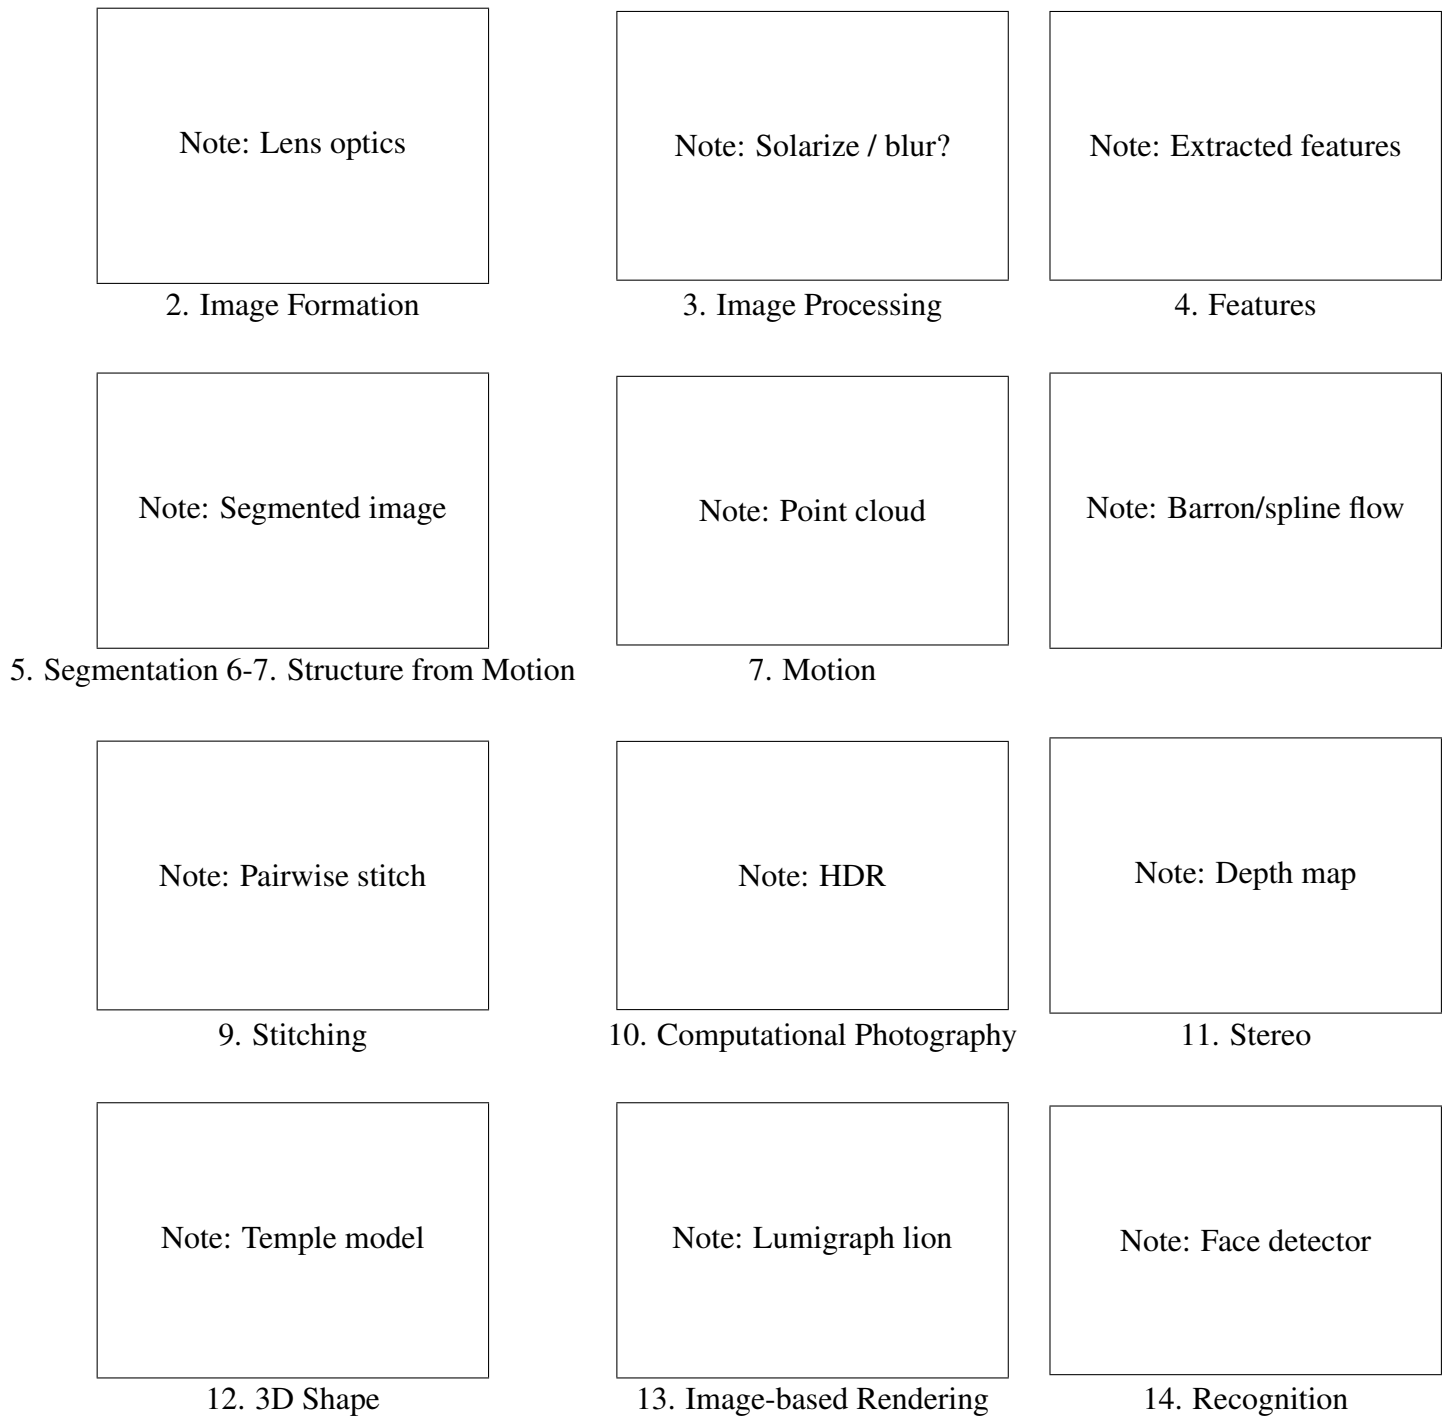 Note: Lens optics
Note: Solarize / blur?
Note: Extracted features
2. Image Formation
3. Image Processing
4. Features
Note: Segmented image
Note: Point cloud
Note: Barron/spline flow
5. Segmentation 6-7. Structure from Motion
7. Motion
Note: Pairwise stitch
Note: HDR
Note: Depth map
9. Stitching
10. Computational Photography
11. Stereo
Note: Temple model
Note: Lumigraph lion
Note: Face detector
12. 3D Shape
13. Image-based Rendering
14. Recognition